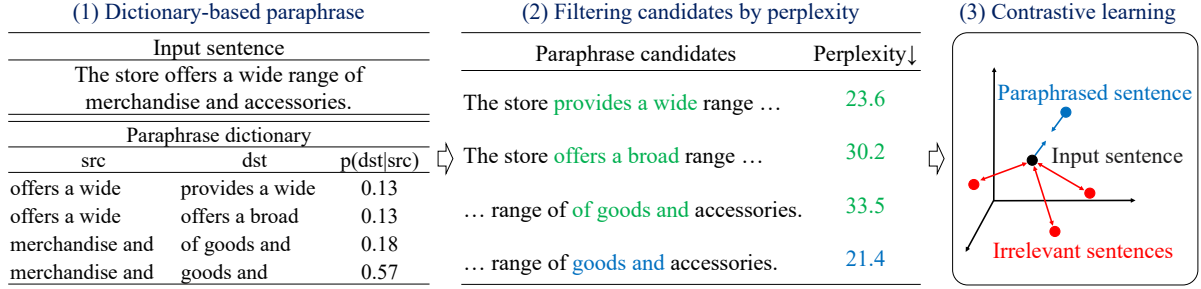 (1) Dictionary-based paraphrase
Input sentence
The store offers a wide range of
merchandise and accessories.
Paraphrase dictionary
src dst p(dst|src)
offers a wide provides a wide 0.13
offers a wide offers a broad 0.13
merchandise and of goods and 0.18
merchandise and goods and 0.57
(2) Filtering candidates by perplexity
Paraphrase candidates Perplexity↓
The store provides a wide range … 23.6
The store offers a broad range … 30.2
… range of of goods and accessories. 33.5
… range of goods and accessories. 21.4
(3) Contrastive learning
Paraphrased sentence
Input sentence
Irrelevant sentences